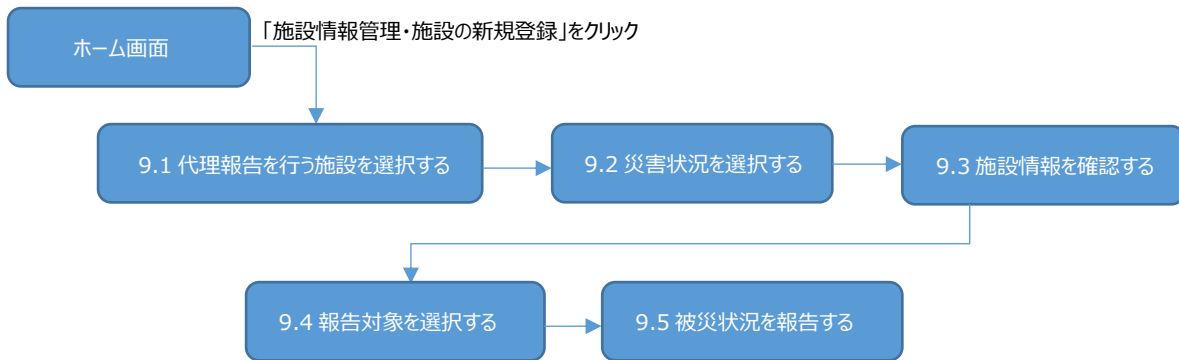 ホーム画面
「施設情報管理・施設の新規登録」をクリック
9.1 代理報告を行う施設を選択する
9.2 災害状況を選択する
9.3 施設情報を確認する
9.4 報告対象を選択する
9.5 被災状況を報告する